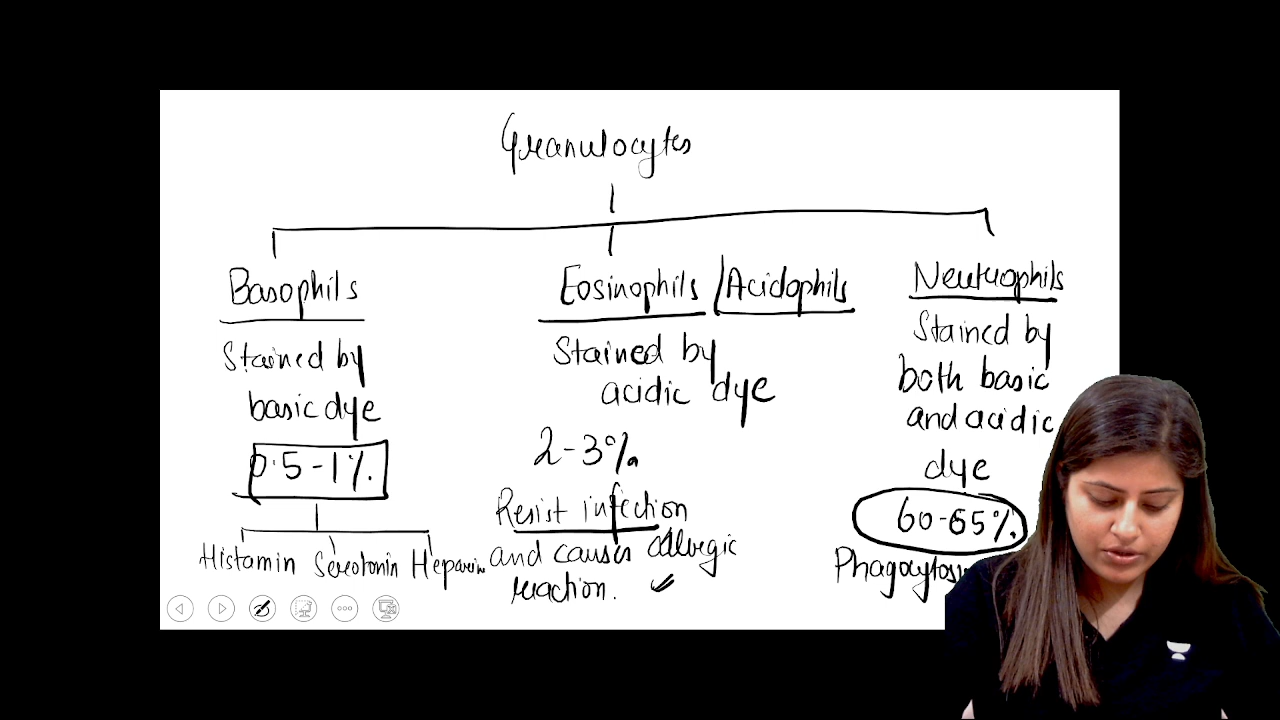 Granulocytes
Basophils
Stained by
basic dye
0.5-1%.
Histamin Serotonin Heparin
Eosinophils / Acidophils
Stained by
acidic dye
2-3%
Resist infection
and causes allergic
reaction.
Neutrophils
Stained by
both basic
and acidic
dye
60-65%.